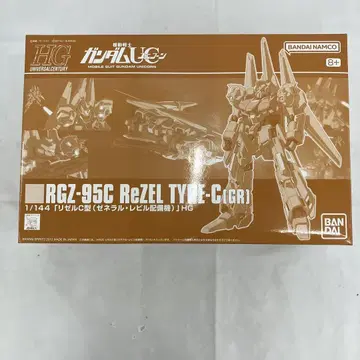 HG
UNIVERSAL CENTURY
機動戦士
ガンダムUC
MOBILE SUIT GUNDAM UNICORN
BANDAI NAMCO
8+
RGZ-95C ReZEL TYPE-C(GR)
1/144「リゼルC型(ゼネラル・レビル配備機)」HG
BAN
DAI